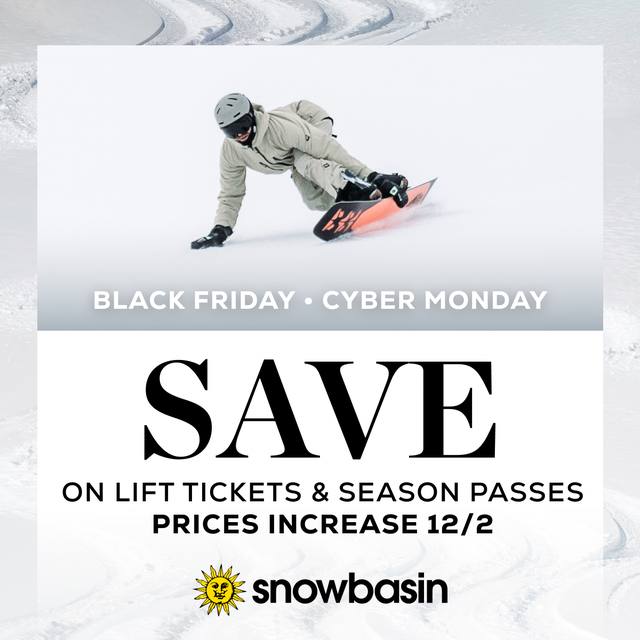 BLACK FRIDAY • CYBER MONDAY
SAVE
ON LIFT TICKETS & SEASON PASSES
PRICES INCREASE 12/2
snowbasin